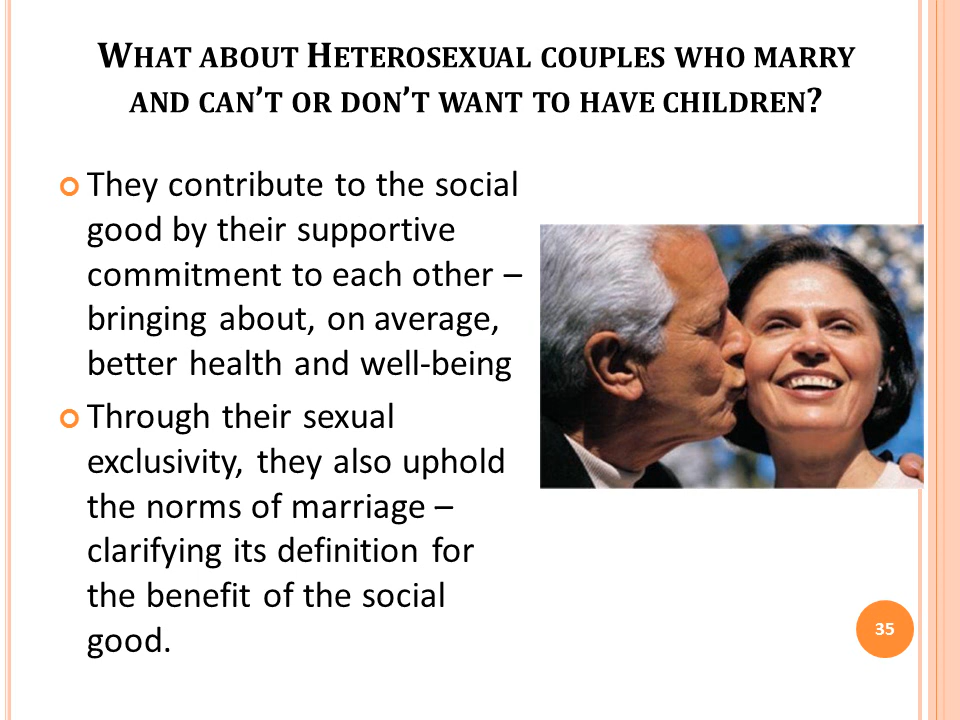 WHAT ABOUT HETEROSEXUAL COUPLES WHO MARRY
AND CAN'T OR DON'T WANT TO HAVE CHILDREN?
They contribute to the social
good by their supportive
commitment to each other –
bringing about, on average,
better health and well-being
Through their sexual
exclusivity, they also uphold
the norms of marriage –
clarifying its definition for
the benefit of the social
good.
35